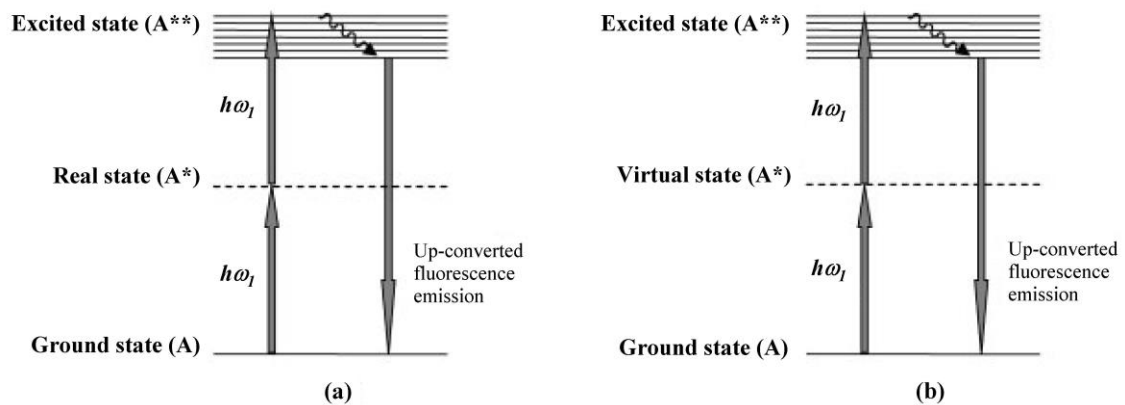 Excited state (A**)
hω₁
Real state (A*)
hω₁
Up-converted
fluorescence
emission
Ground state (A)
(a)
Excited state (A**)
hω₁
Virtual state (A*)
hω₁
Up-converted
fluorescence
emission
Ground state (A)
(b)